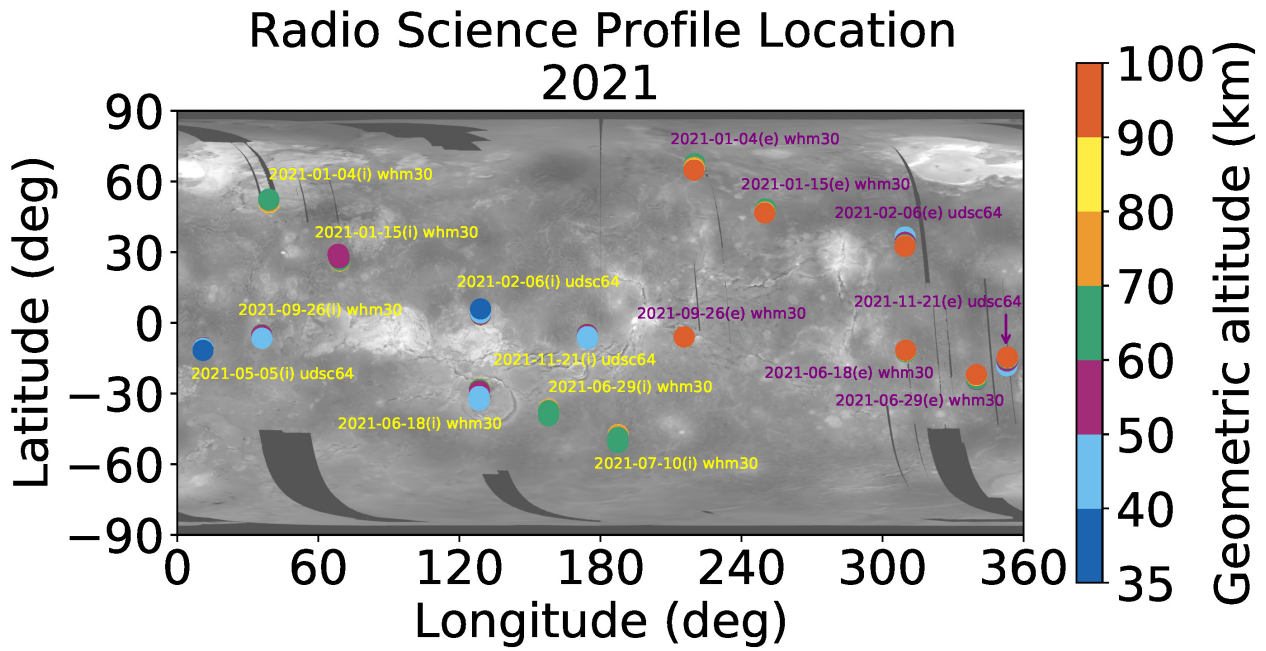 Radio Science Profile Location
2021
90
60
30
0
−30
−60
−90
Latitude (deg)
2021-01-04(e) whm30
2021-01-04(i) whm30
2021-01-15(e) whm30
2021-02-06(e) udsc64
2021-01-15(i) whm30
2021-02-06(i) udsc64
2021-11-21(e) udsc64
2021-09-26(i) whm30
2021-09-26(e) whm30
2021-11-21(i) udsc64
2021-05-05(i) udsc64
2021-06-18(e) whm30
2021-06-29(i) whm30
2021-06-29(e) whm30
2021-06-18(i) whm30
2021-07-10(i) whm30
0 60 120 180 240 300 360
Longitude (deg)
100
90
80
70
60
50
40
35
Geometric altitude (km)